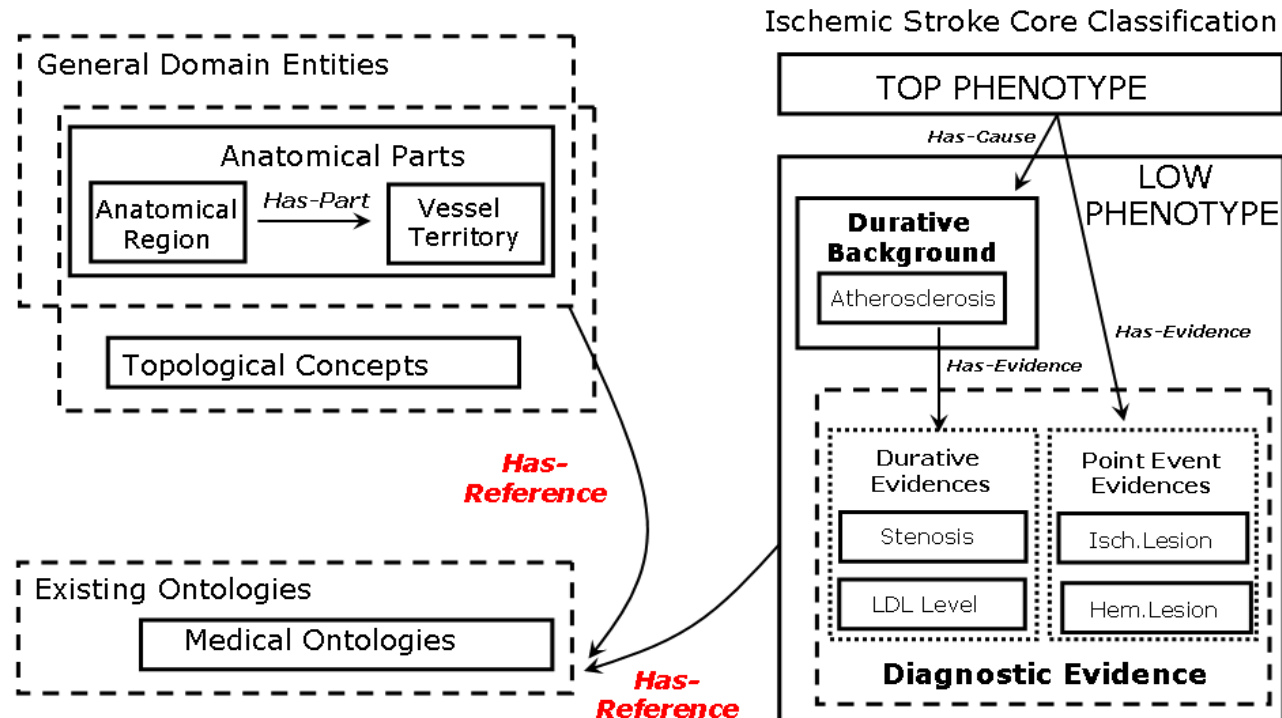 General Domain Entities
Anatomical Parts
Anatomical
Region
Has-Part
Vessel
Territory
Topological Concepts
Has-
Reference
Existing Ontologies
Medical Ontologies
Has-
Reference
Ischemic Stroke Core Classification
TOP PHENOTYPE
Has-Cause
LOW
PHENOTYPE
Durative
Background
Atherosclerosis
Has-Evidence
Has-Evidence
Durative
Evidences
Stenosis
LDL Level
Point Event
Evidences
Isch.Lesion
Hem.Lesion
Diagnostic Evidence